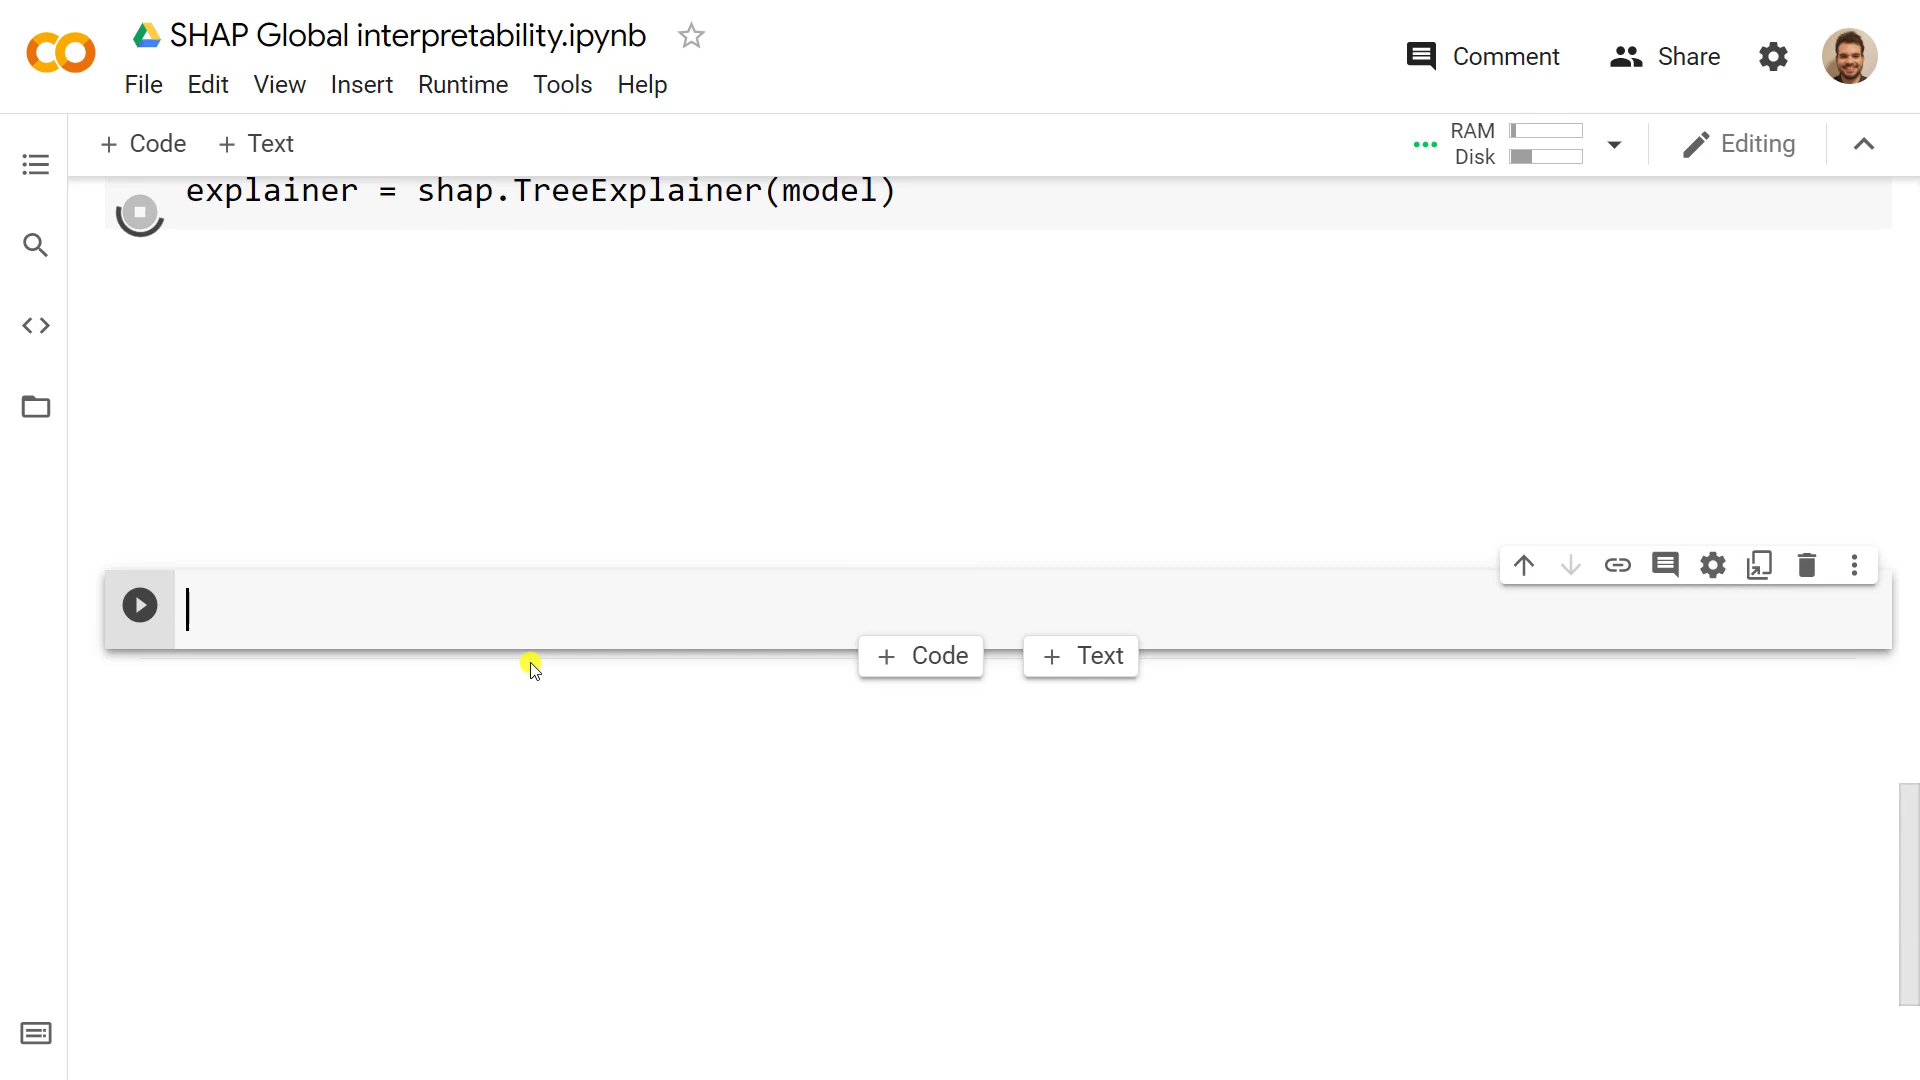 SHAP Global interpretability.ipynb
File Edit View Insert Runtime Tools Help
Comment Share
+ Code + Text
RAM
Disk
Editing
explainer = shap.TreeExplainer(model)
+ Code + Text